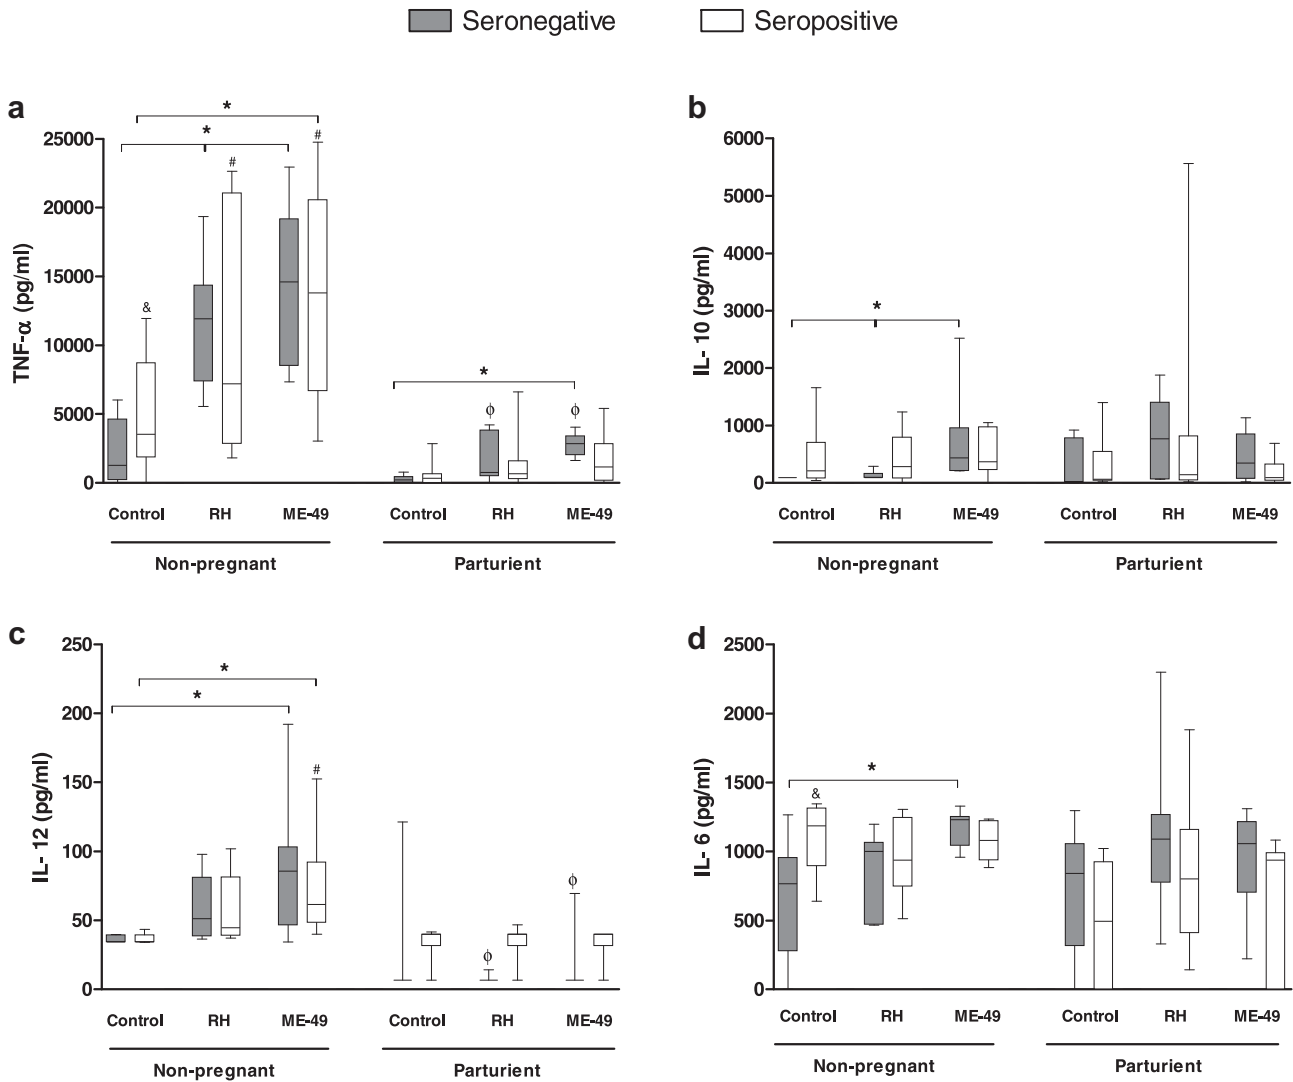 Seronegative Seropositive
a
TNF-α (pg/ml)
*
*
#
#
&
25000
20000
15000
10000
5000
0
*
ϕ ϕ
Control RH ME-49 Control RH ME-49
Non-pregnant Parturient
b
IL- 10 (pg/ml)
6000
5000
4000
3000
2000
1000
0
*
Control RH ME-49 Control RH ME-49
Non-pregnant Parturient
c
IL- 12 (pg/ml)
250
200
150
100
50
0
*
*
#
ϕ
ϕ
Control RH ME-49 Control RH ME-49
Non-pregnant Parturient
d
IL- 6 (pg/ml)
2500
2000
1500
1000
500
0
*
&
Control RH ME-49 Control RH ME-49
Non-pregnant Parturient